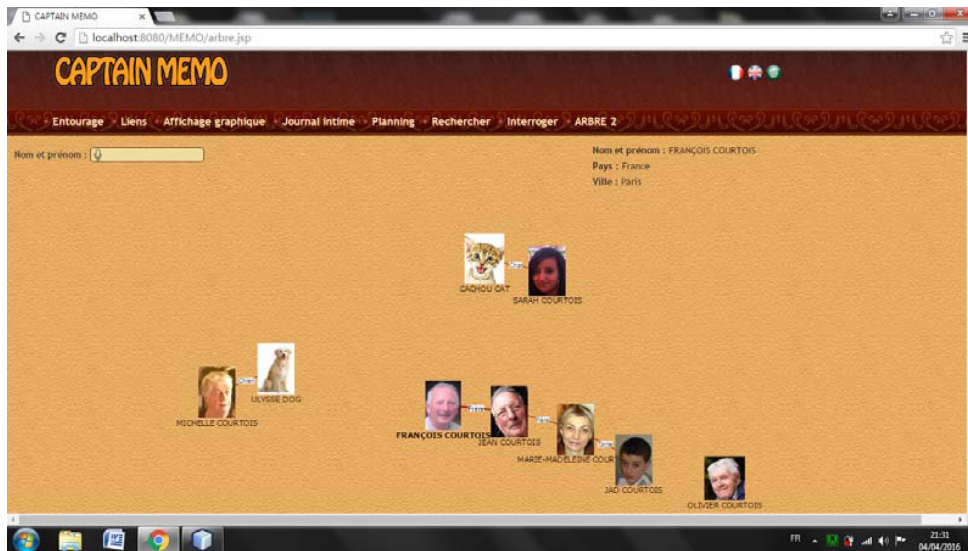 CAPTAIN MEMO
localhost:8080/MEMO/arbre.jsp
CAPTAIN MEMO
Entourage Liens Affichage graphique Journal intime Planning Rechercher Interroger ARBRE 2
Nom et prénom :
Nom et prénom : FRANÇOIS COURTOIS
Pays : France
Ville : Paris
CACHOU CAT
SARAH COURTOIS
ULYSSE DOG
MICHELLE COURTOIS
FRANÇOIS COURTOIS
JEAN COURTOIS
MARIE-MADELEINE COURT
JAD COURTOIS
OLIVIER COURTOIS
FR
21:31
04/04/2016